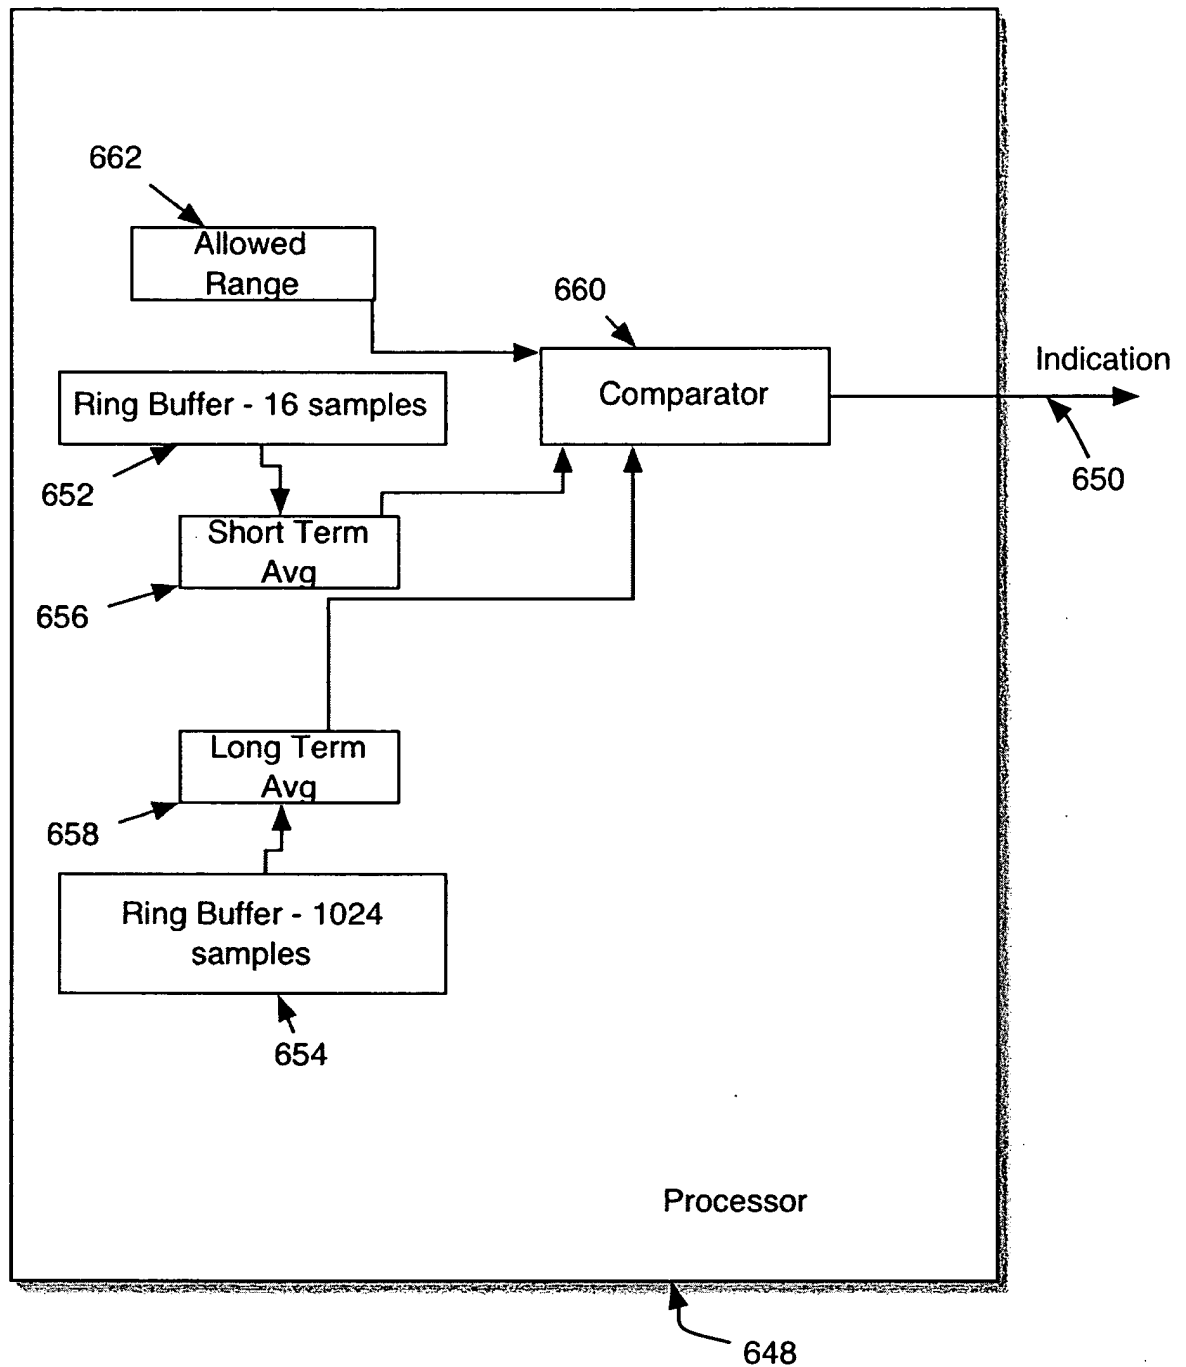 662
Allowed
Range
660
Indication
Comparator
Ring Buffer - 16 samples
650
652
Short Term
Avg
656
Long Term
Avg
658
Ring Buffer - 1024
samples
654
Processor
648